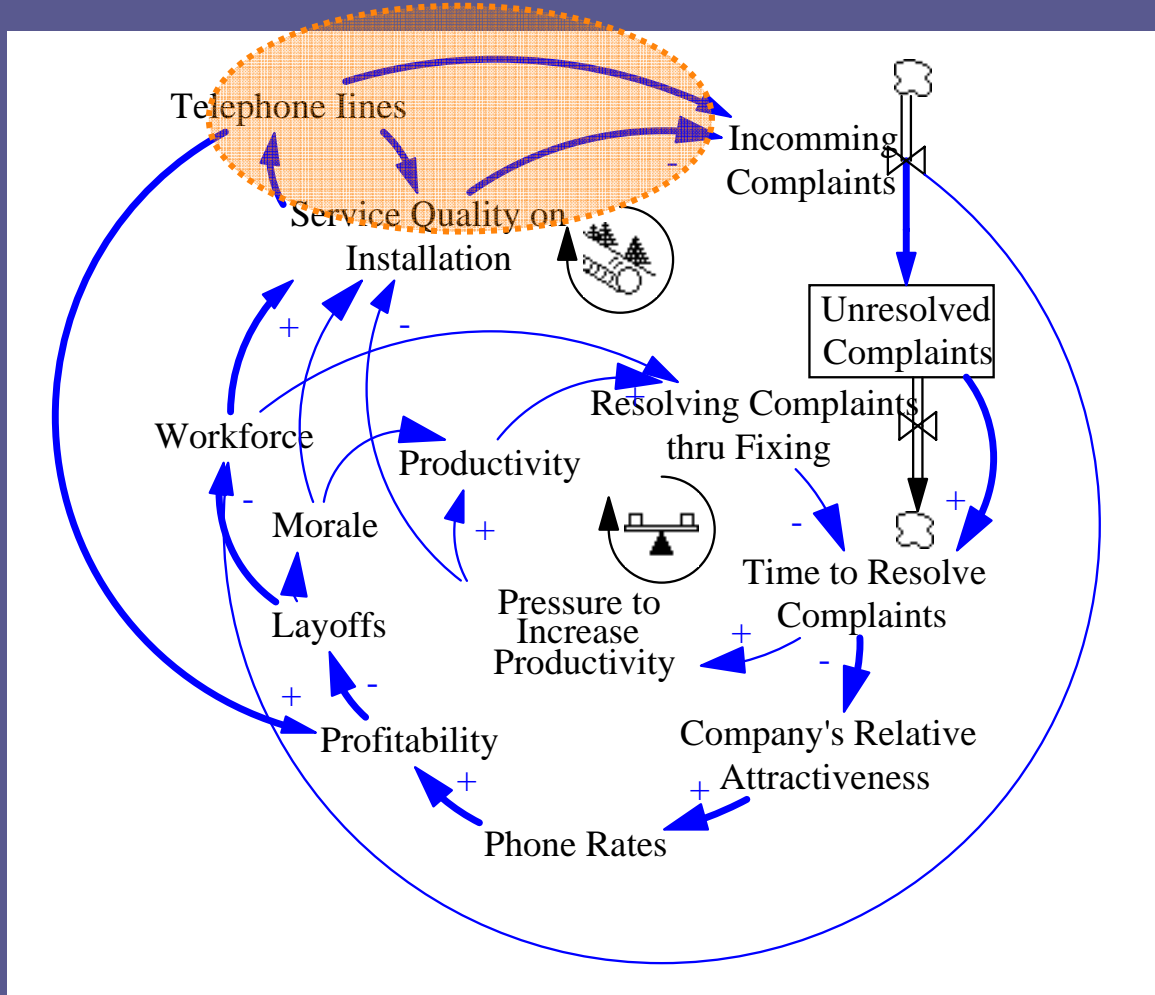 Telephone lines
Incomming
Complaints
-
Service Quality on
Installation
+
-
Unresolved
Complaints
+
Resolving Complaints
thru Fixing
Workforce
Productivity
-
+
-
+
Morale
Time to Resolve
Complaints
Pressure to
Increase
Productivity
+
-
Layoffs
-
+
Profitability
Company's Relative
Attractiveness
+
+
Phone Rates